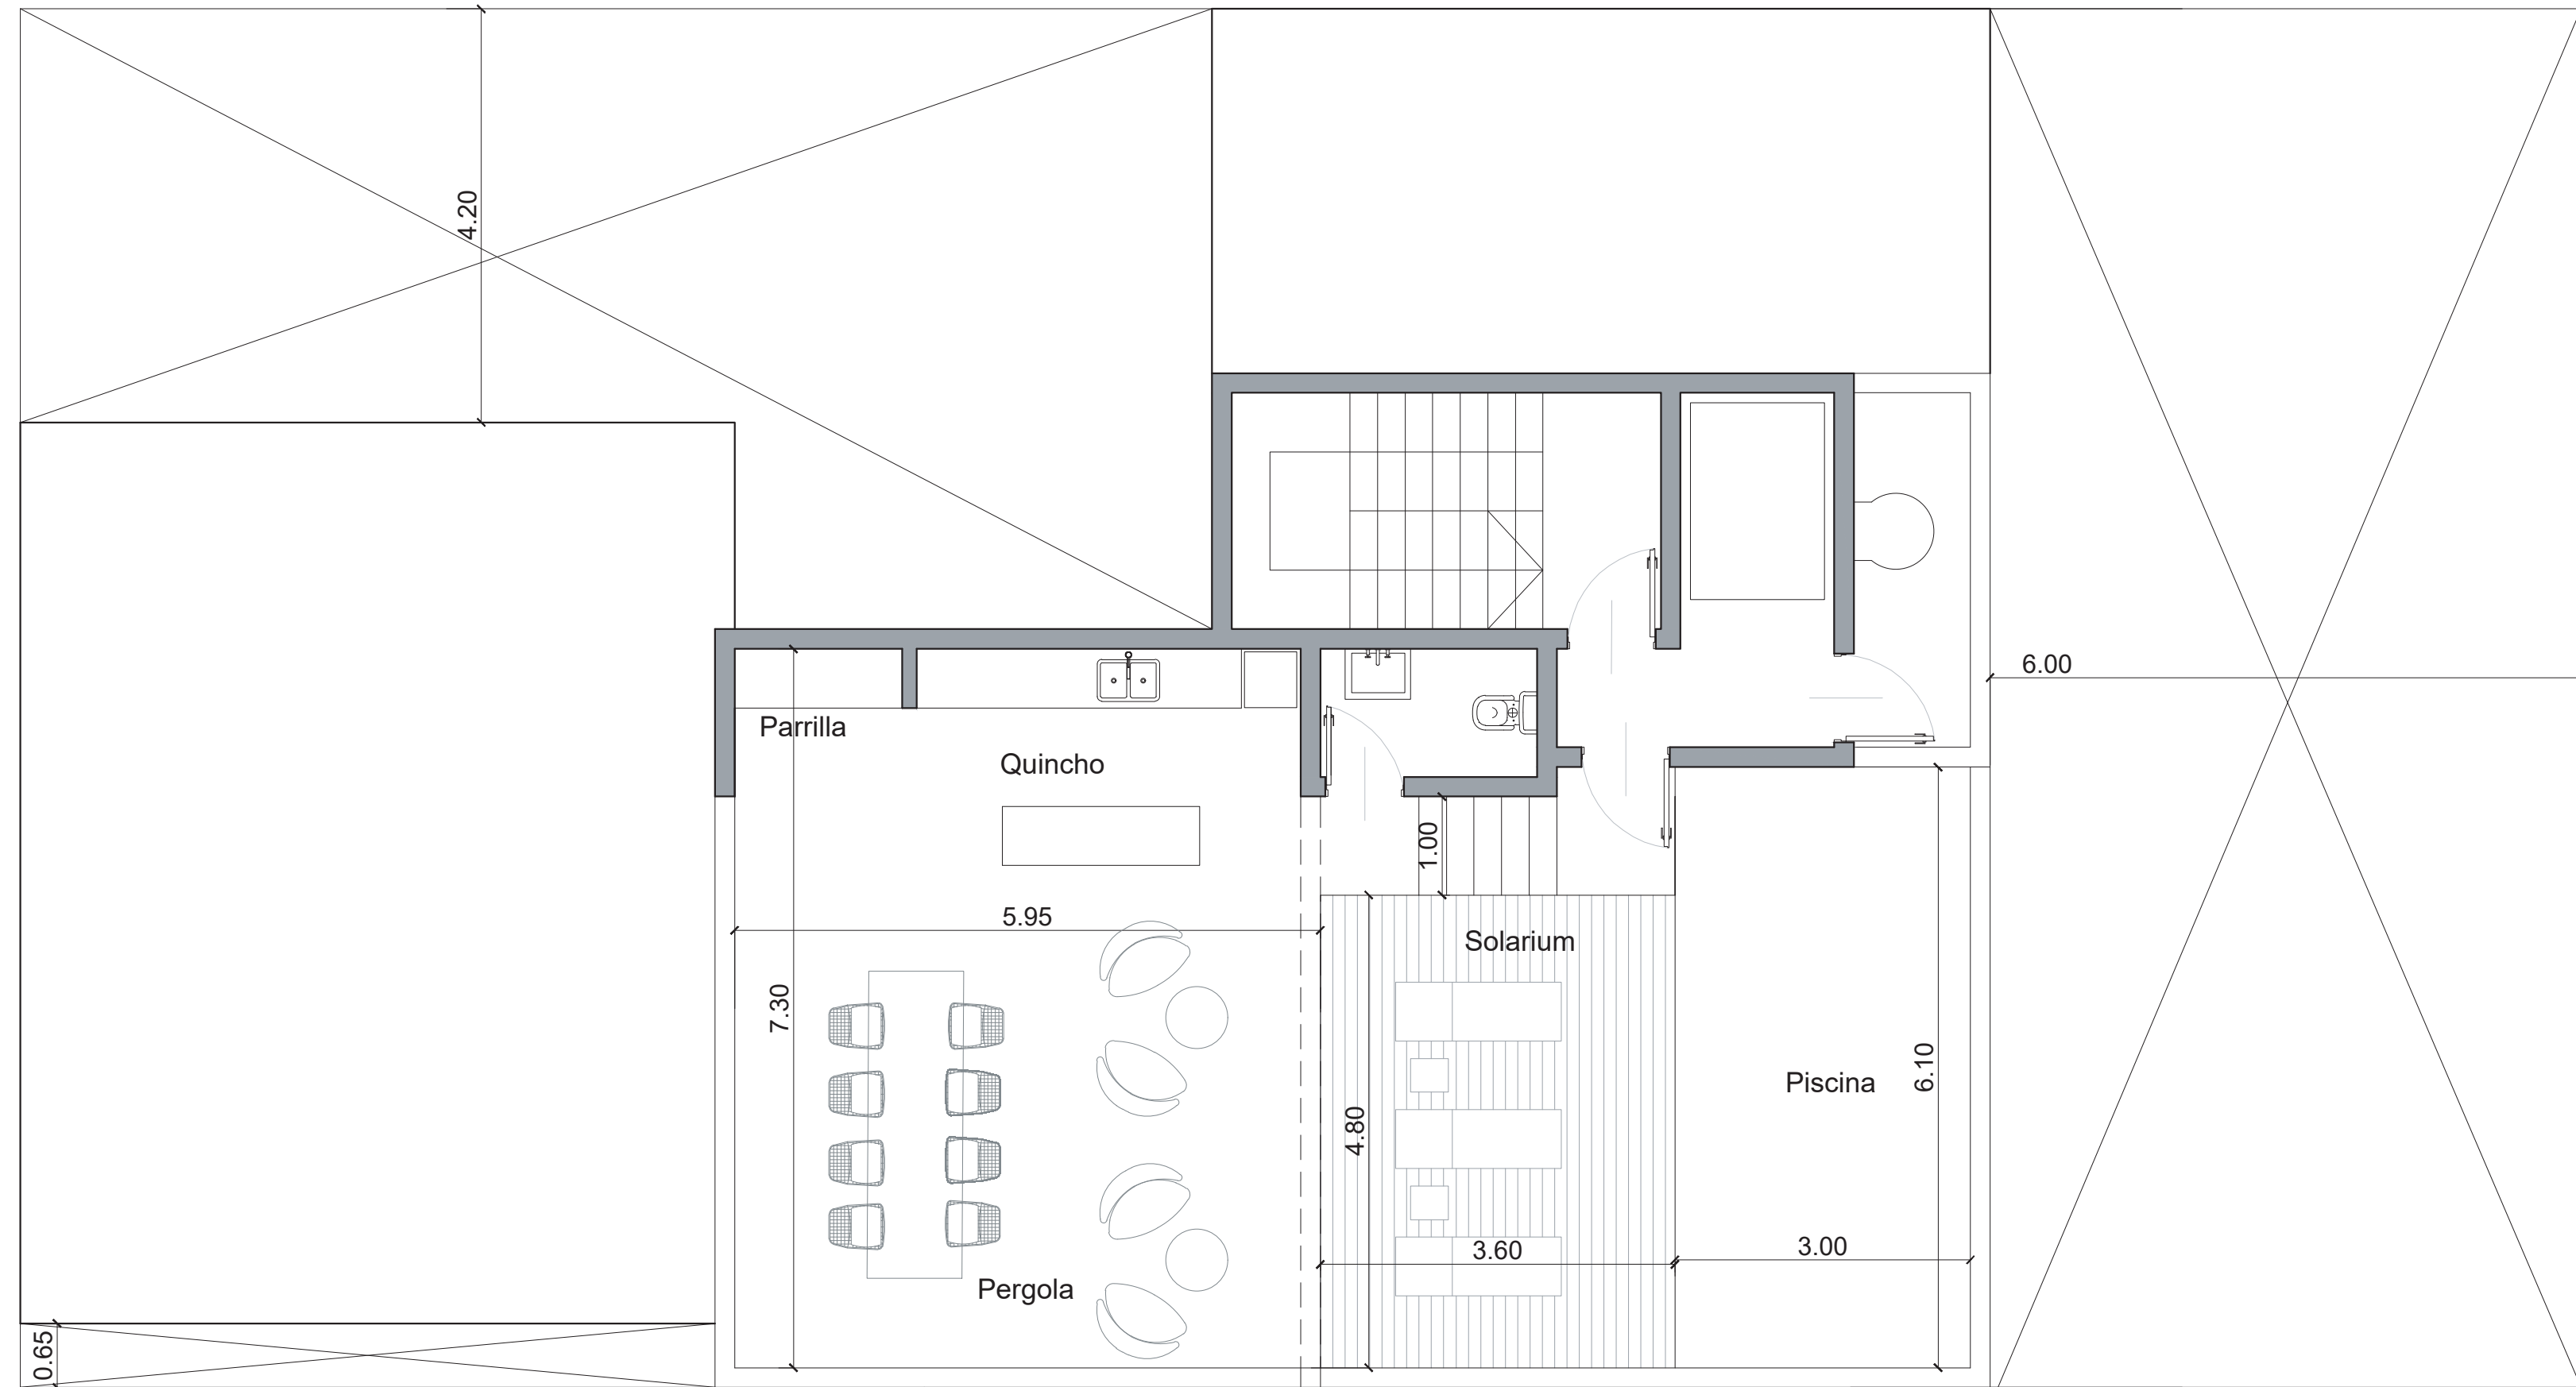 4.20
6.00
Parrilla
Quincho
1.00
5.95
Solarium
7.30
Piscina
6.10
4.80
3.60
3.00
Pergola
0.65